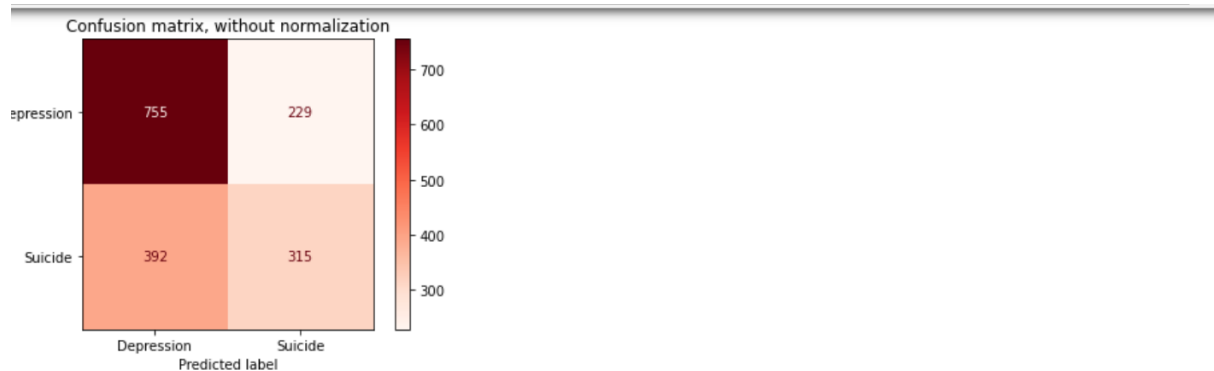 Confusion matrix, without normalization
epression 755 229
Suicide 392 315
700
600
500
400
300
Depression Suicide
Predicted label